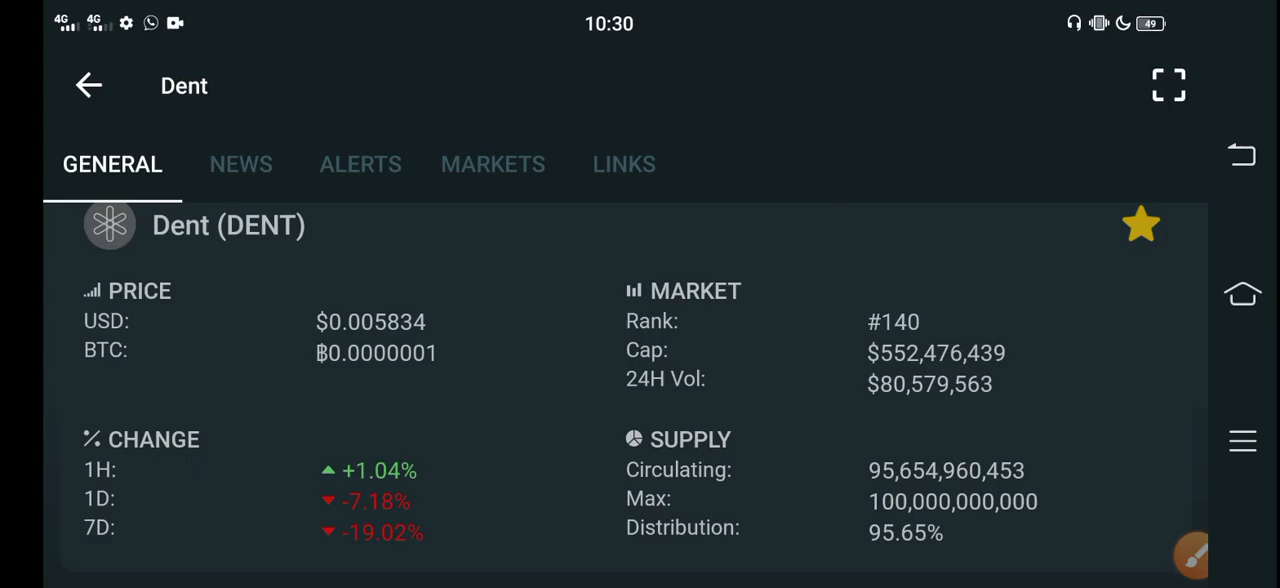 4G 4G 10:30 49
Dent
GENERAL NEWS ALERTS MARKETS LINKS
Dent (DENT)
PRICE
USD: $0.005834
BTC: ฿0.0000001
MARKET
Rank: #140
Cap: $552,476,439
24H Vol: $80,579,563
CHANGE
1H: +1.04%
1D: -7.18%
7D: -19.02%
SUPPLY
Circulating: 95,654,960,453
Max: 100,000,000,000
Distribution: 95.65%